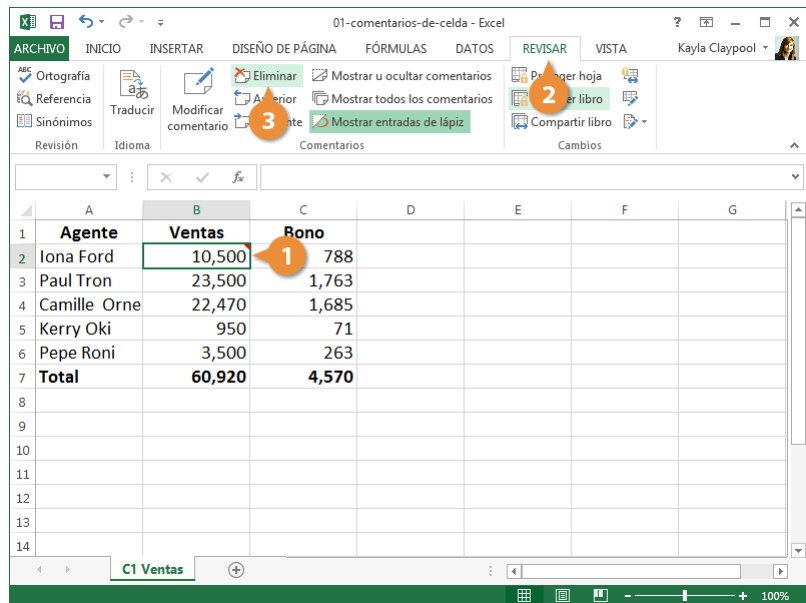 01-comentarios-de-celda - Excel
ARCHIVO INICIO INSERTAR DISEÑO DE PÁGINA FÓRMULAS DATOS REVISAR VISTA Kayla Claypool
ABC Ortografía
Referencia
Sinónimos
Revisión
Traducir
Idioma
Modificar comentario
Eliminar
3
Mostrar u ocultar comentarios
Mostrar todos los comentarios
Mostrar entradas de lápiz
Comentarios
hoja
2
libro
Compartir libro
Cambios
fx
A B C D E F G
1 Agente Ventas Bono
2 Iona Ford 10,500 1 788
3 Paul Tron 23,500 1,763
4 Camille Orne 22,470 1,685
5 Kerry Oki 950 71
6 Pepe Roni 3,500 263
7 Total 60,920 4,570
8
9
10
11
12
13
14
C1 Ventas
100%